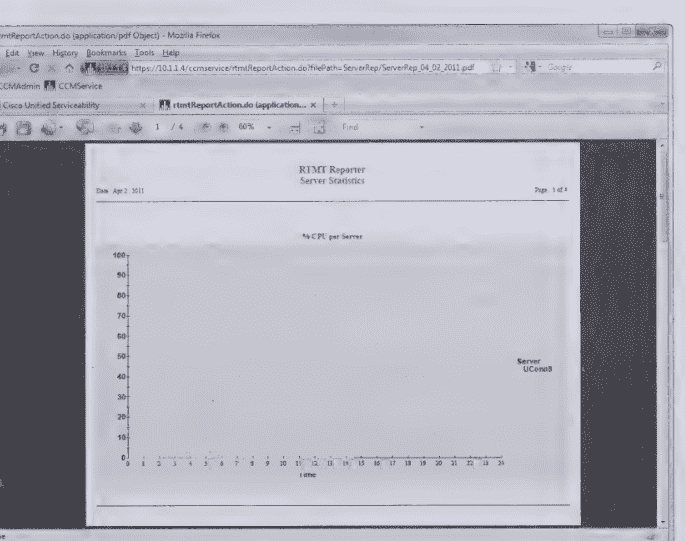 rtmtReportAction.do (application/pdf Object) - Mozilla Firefox
Edit View History Bookmarks Tools Help
https://10.1.1.4/ccmservice/rtmtReportAction.do?filePath=ServerRep/ServerRep_04_02_2011.pdf Google
CCMAdmin CCMService
Cisco Unified Serviceability rtmtReportAction.do (application...
1 / 4 60% Find
RTMT Reporter
Server Statistics
Date Apr 2, 2011 Page 1 of 4
% CPU per Server
100
90
80
70
60
50
40
30
20
10
0
Server
UConn8
0 1 2 3 4 5 6 7 8 9 10 11 12 13 14 15 16 17 18 19 20 21 22 23 24
Time